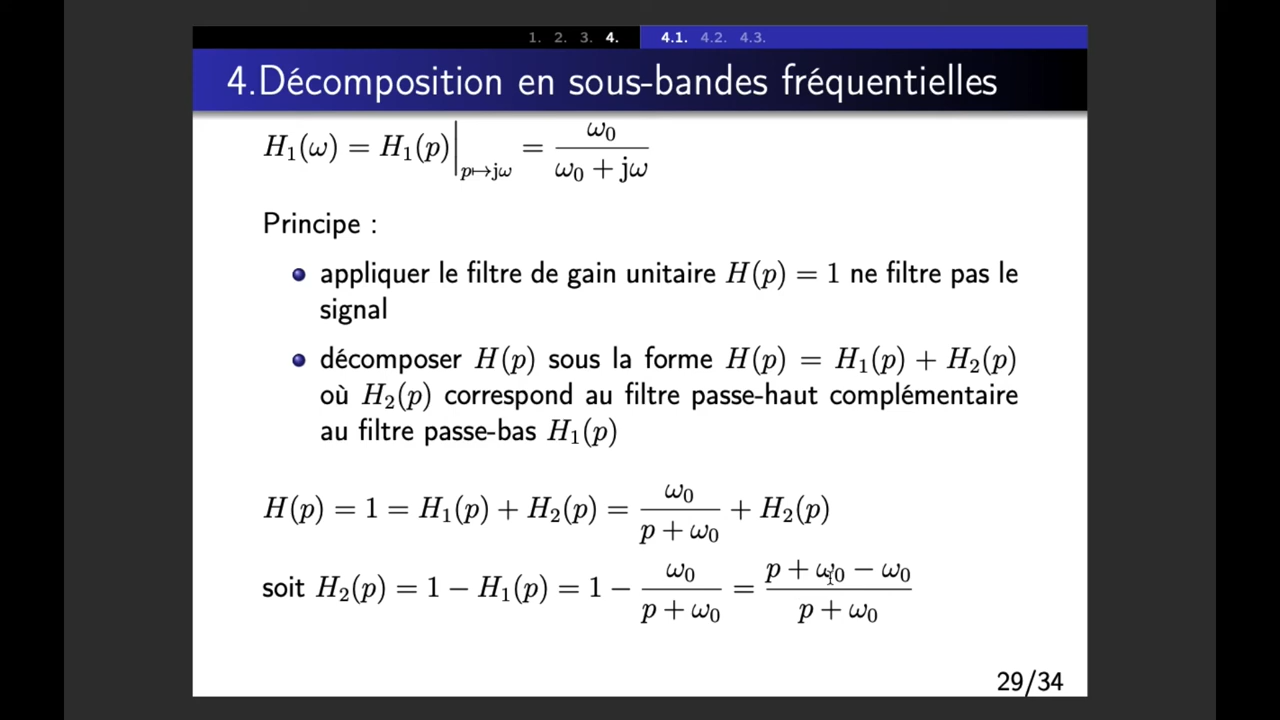 1. 2. 3. 4. 4.1. 4.2. 4.3.
4.Décomposition en sous-bandes fréquentielles
H₁(ω) = H₁(p)|_{p↦jω} = ω₀ / (ω₀ + jω)
Principe :
appliquer le filtre de gain unitaire H(p) = 1 ne filtre pas le
signal
décomposer H(p) sous la forme H(p) = H₁(p) + H₂(p)
où H₂(p) correspond au filtre passe-haut complémentaire
au filtre passe-bas H₁(p)
H(p) = 1 = H₁(p) + H₂(p) = ω₀ / (p + ω₀) + H₂(p)
soit H₂(p) = 1 − H₁(p) = 1 − ω₀ / (p + ω₀) = (p + ω₀ − ω₀) / (p + ω₀)
29/34